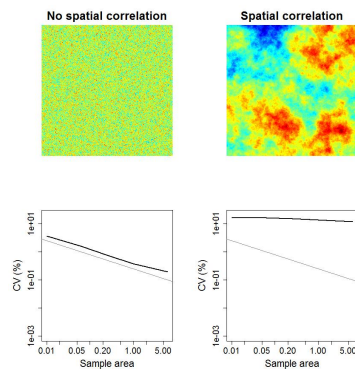 No spatial correlation
Spatial correlation
CV (%)
1e-03
1e+01
1e+01
0.01
0.05
0.20
1.00
5.00
Sample area
CV (%)
1e-03
1e+01
1e+01
0.01
0.05
0.20
1.00
5.00
Sample area